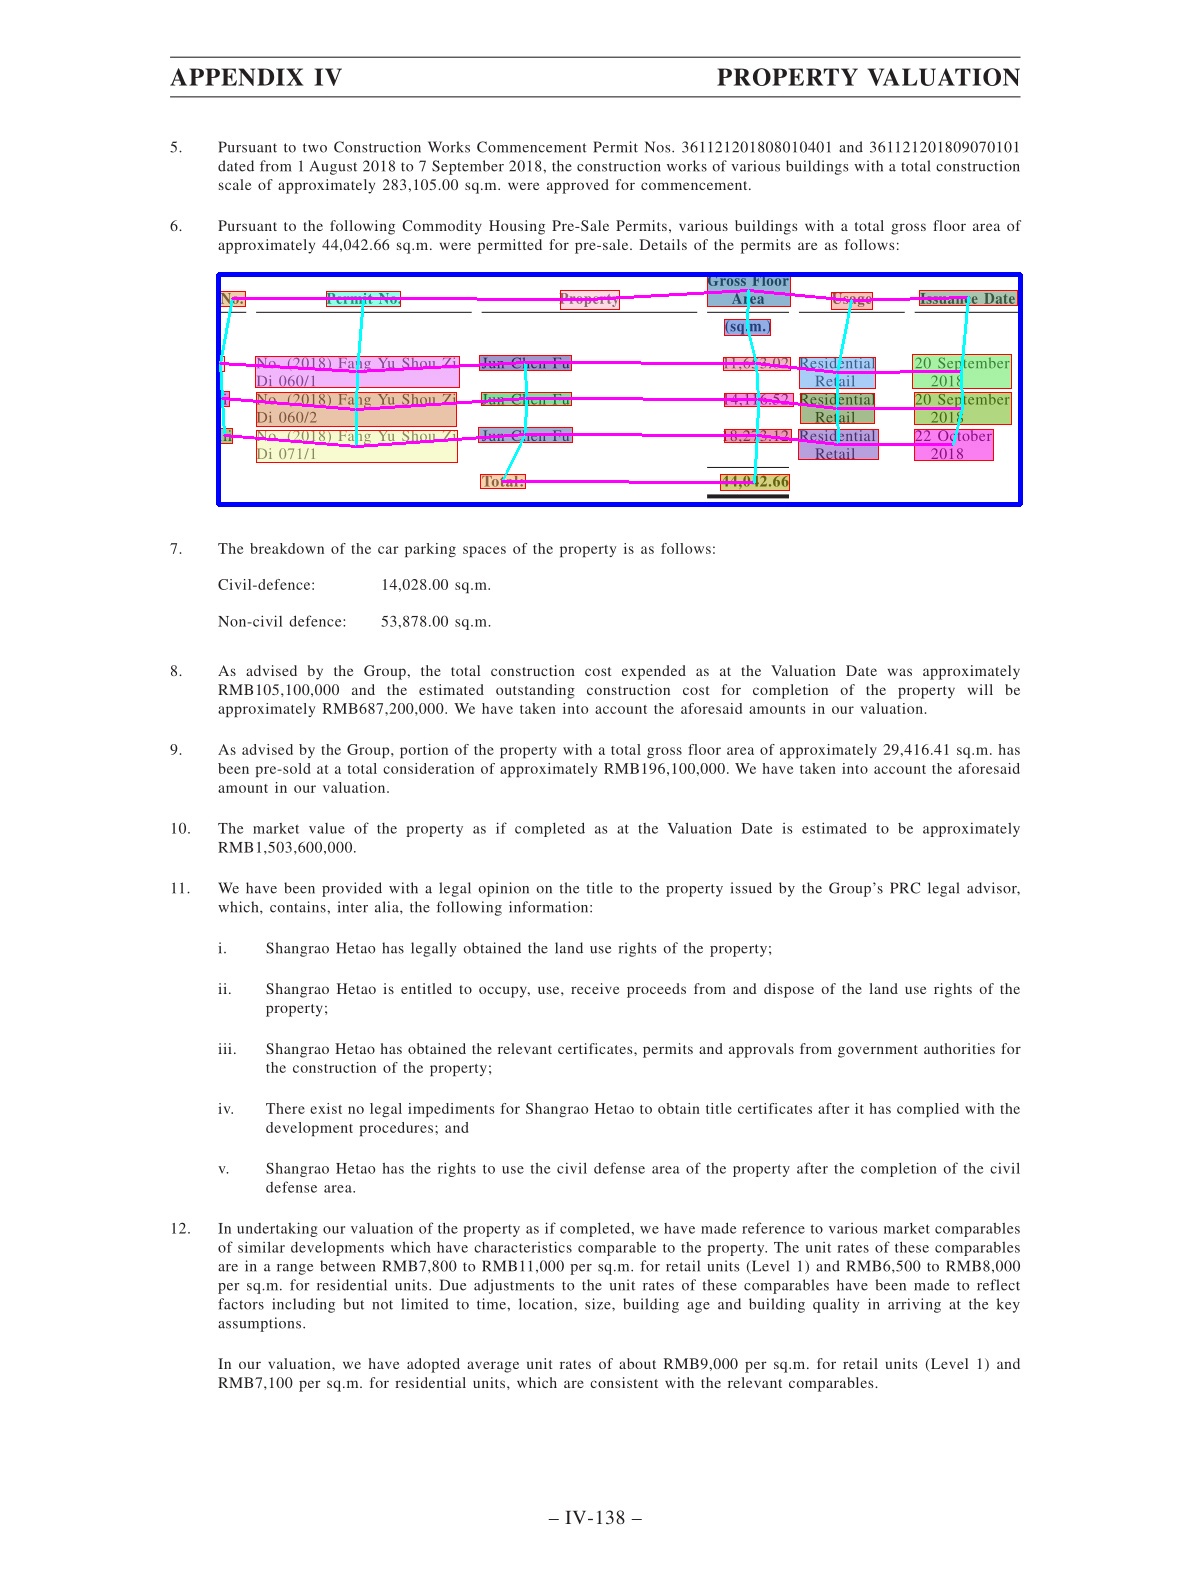 APPENDIX IV PROPERTY VALUATION
5. Pursuant to two Construction Works Commencement Permit Nos. 361121201808010401 and 361121201809070101
dated from 1 August 2018 to 7 September 2018, the construction works of various buildings with a total construction
scale of approximately 283,105.00 sq.m. were approved for commencement.
6. Pursuant to the following Commodity Housing Pre-Sale Permits, various buildings with a total gross floor area of
approximately 44,042.66 sq.m. were permitted for pre-sale. Details of the permits are as follows:
Gross Floor
No. Permit No. Property Area Usage Issuance Date
(sq.m.)
No. (2018) Fang Yu Shou Zi Jun Chen Fu 11,653.02 Residential 20 September
Di 060/1 Retail 2018
No. (2018) Fang Yu Shou Zi Jun Chen Fu 14,116.52 Residential 20 September
Di 060/2 Retail 2018
No. (2018) Fang Yu Shou Zi Jun Chen Fu 18,273.12 Residential 22 October
Di 071/1 Retail 2018
Total: 44,042.66
7. The breakdown of the car parking spaces of the property is as follows:
Civil-defence: 14,028.00 sq.m.
Non-civil defence: 53,878.00 sq.m.
8. As advised by the Group, the total construction cost expended as at the Valuation Date was approximately
RMB105,100,000 and the estimated outstanding construction cost for completion of the property will be
approximately RMB687,200,000. We have taken into account the aforesaid amounts in our valuation.
9. As advised by the Group, portion of the property with a total gross floor area of approximately 29,416.41 sq.m. has
been pre-sold at a total consideration of approximately RMB196,100,000. We have taken into account the aforesaid
amount in our valuation.
10. The market value of the property as if completed as at the Valuation Date is estimated to be approximately
RMB1,503,600,000.
11. We have been provided with a legal opinion on the title to the property issued by the Group's PRC legal advisor,
which, contains, inter alia, the following information:
i. Shangrao Hetao has legally obtained the land use rights of the property;
ii. Shangrao Hetao is entitled to occupy, use, receive proceeds from and dispose of the land use rights of the
property;
iii. Shangrao Hetao has obtained the relevant certificates, permits and approvals from government authorities for
the construction of the property;
iv. There exist no legal impediments for Shangrao Hetao to obtain title certificates after it has complied with the
development procedures; and
v. Shangrao Hetao has the rights to use the civil defense area of the property after the completion of the civil
defense area.
12. In undertaking our valuation of the property as if completed, we have made reference to various market comparables
of similar developments which have characteristics comparable to the property. The unit rates of these comparables
are in a range between RMB7,800 to RMB11,000 per sq.m. for retail units (Level 1) and RMB6,500 to RMB8,000
per sq.m. for residential units. Due adjustments to the unit rates of these comparables have been made to reflect
factors including but not limited to time, location, size, building age and building quality in arriving at the key
assumptions.
In our valuation, we have adopted average unit rates of about RMB9,000 per sq.m. for retail units (Level 1) and
RMB7,100 per sq.m. for residential units, which are consistent with the relevant comparables.
– IV-138 –